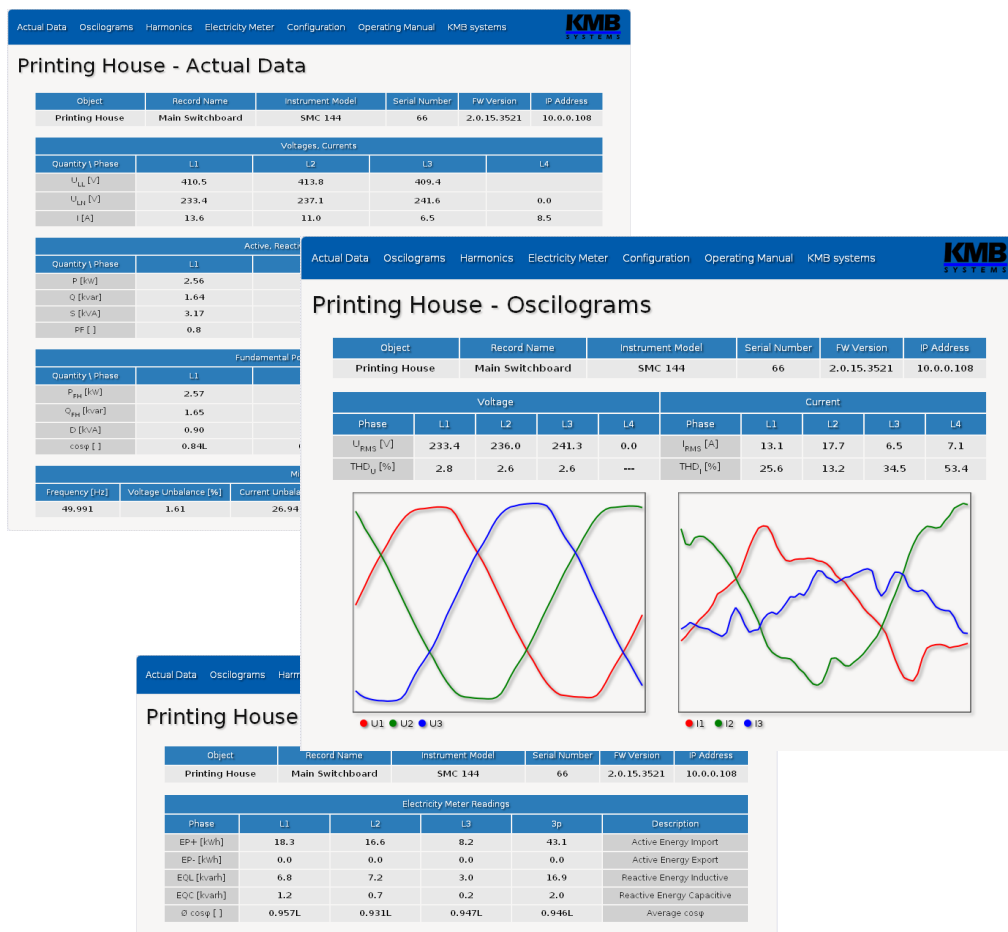 Actual Data Oscilograms Harmonics Electricity Meter Configuration Operating Manual KMB systems KMB
SYSTEMS
Printing House - Actual Data
Object Record Name Instrument Model Serial Number FW Version IP Address
Printing House Main Switchboard SMC 144 66 2.0.15.3521 10.0.0.108
Voltages, Currents
Quantity \ Phase L1 L2 L3 L4
ULL [V] 410.5 413.8 409.4
ULN [V] 233.4 237.1 241.6 0.0
I [A] 13.6 11.0 6.5 8.5
Active,
Quantity \ Phase L1
P [kW] 2.56
Q [kvar] 1.64
S [kVA] 3.17
PF [ ] 0.8
Fundamental
Quantity \ Phase L1
PFH [kW] 2.57
QFH [kvar] 1.65
D [kVA] 0.90
cosφ [ ] 0.84L
Frequency [Hz] Voltage Unbalance [%] Current
49.991 1.61 26.94
Actual Data Oscilograms Harmonics Electricity Meter Configuration Operating Manual KMB systems KMB
SYSTEMS
Printing House - Oscilograms
Object Record Name Instrument Model Serial Number FW Version IP Address
Printing House Main Switchboard SMC 144 66 2.0.15.3521 10.0.0.108
Voltage Current
Phase L1 L2 L3 L4 Phase L1 L2 L3 L4
URMS [V] 233.4 236.0 241.3 0.0 IRMS [A] 13.1 17.7 6.5 7.1
THDU [%] 2.8 2.6 2.6 --- THDI [%] 25.6 13.2 34.5 53.4
U1 U2 U3 I1 I2 I3
Actual Data Oscilograms
Printing House
Object Record Name Instrument Model Serial Number FW Version IP Address
Printing House Main Switchboard SMC 144 66 2.0.15.3521 10.0.0.108
Electricity Meter Readings
Phase L1 L2 L3 3p Description
EP+ [kWh] 18.3 16.6 8.2 43.1 Active Energy Import
EP- [kWh] 0.0 0.0 0.0 0.0 Active Energy Export
EQL [kvarh] 6.8 7.2 3.0 16.9 Reactive Energy Inductive
EQC [kvarh] 1.2 0.7 0.2 2.0 Reactive Energy Capacitive
Ø cosφ [ ] 0.957L 0.931L 0.947L 0.946L Average cosφ